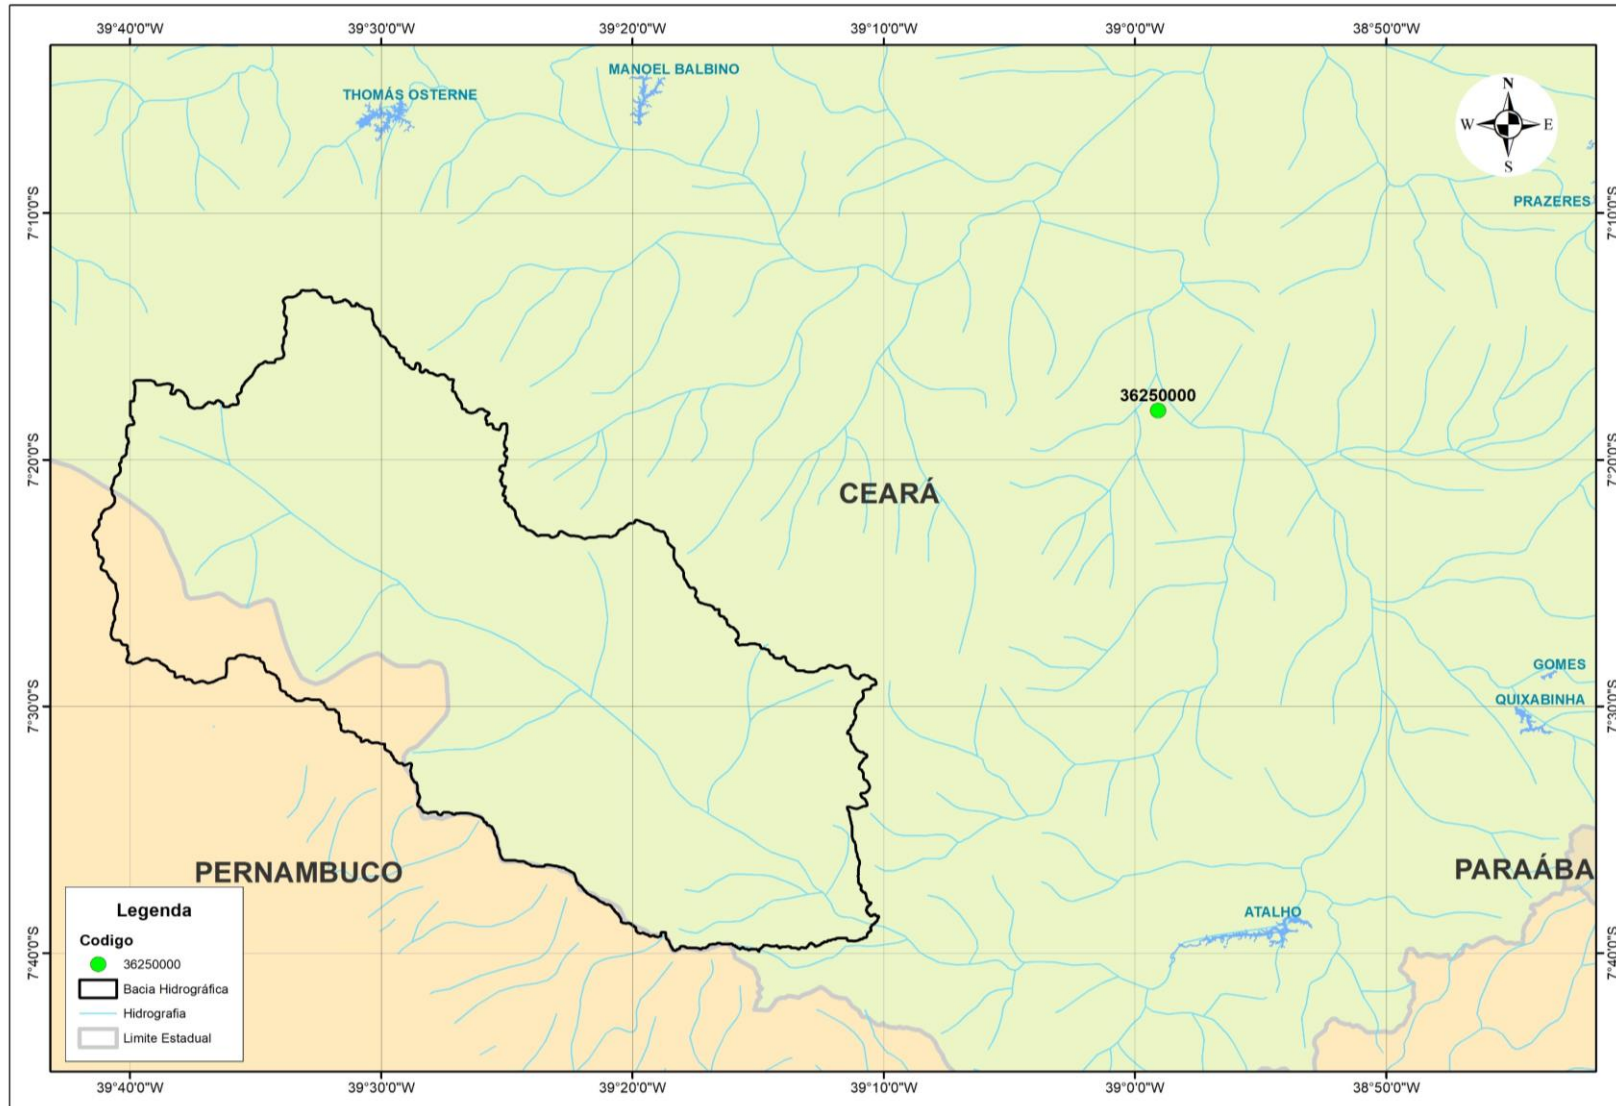 39°40'0"W 39°30'0"W 39°20'0"W 39°10'0"W 39°0'0"W 38°50'0"W
MANOEL BALBINO
THOMÁS OSTERNE
N
W E
S
PRAZERES
7°10'0"S 7°10'0"S
36250000
7°20'0"S 7°20'0"S
CEARÁ
GOMES
QUIXABINHA
7°30'0"S 7°30'0"S
PERNAMBUCO
PARAÁBA
ATALHO
7°40'0"S 7°40'0"S
Legenda
Codigo
36250000
Bacia Hidrográfica
Hidrografia
Limite Estadual
39°40'0"W 39°30'0"W 39°20'0"W 39°10'0"W 39°0'0"W 38°50'0"W